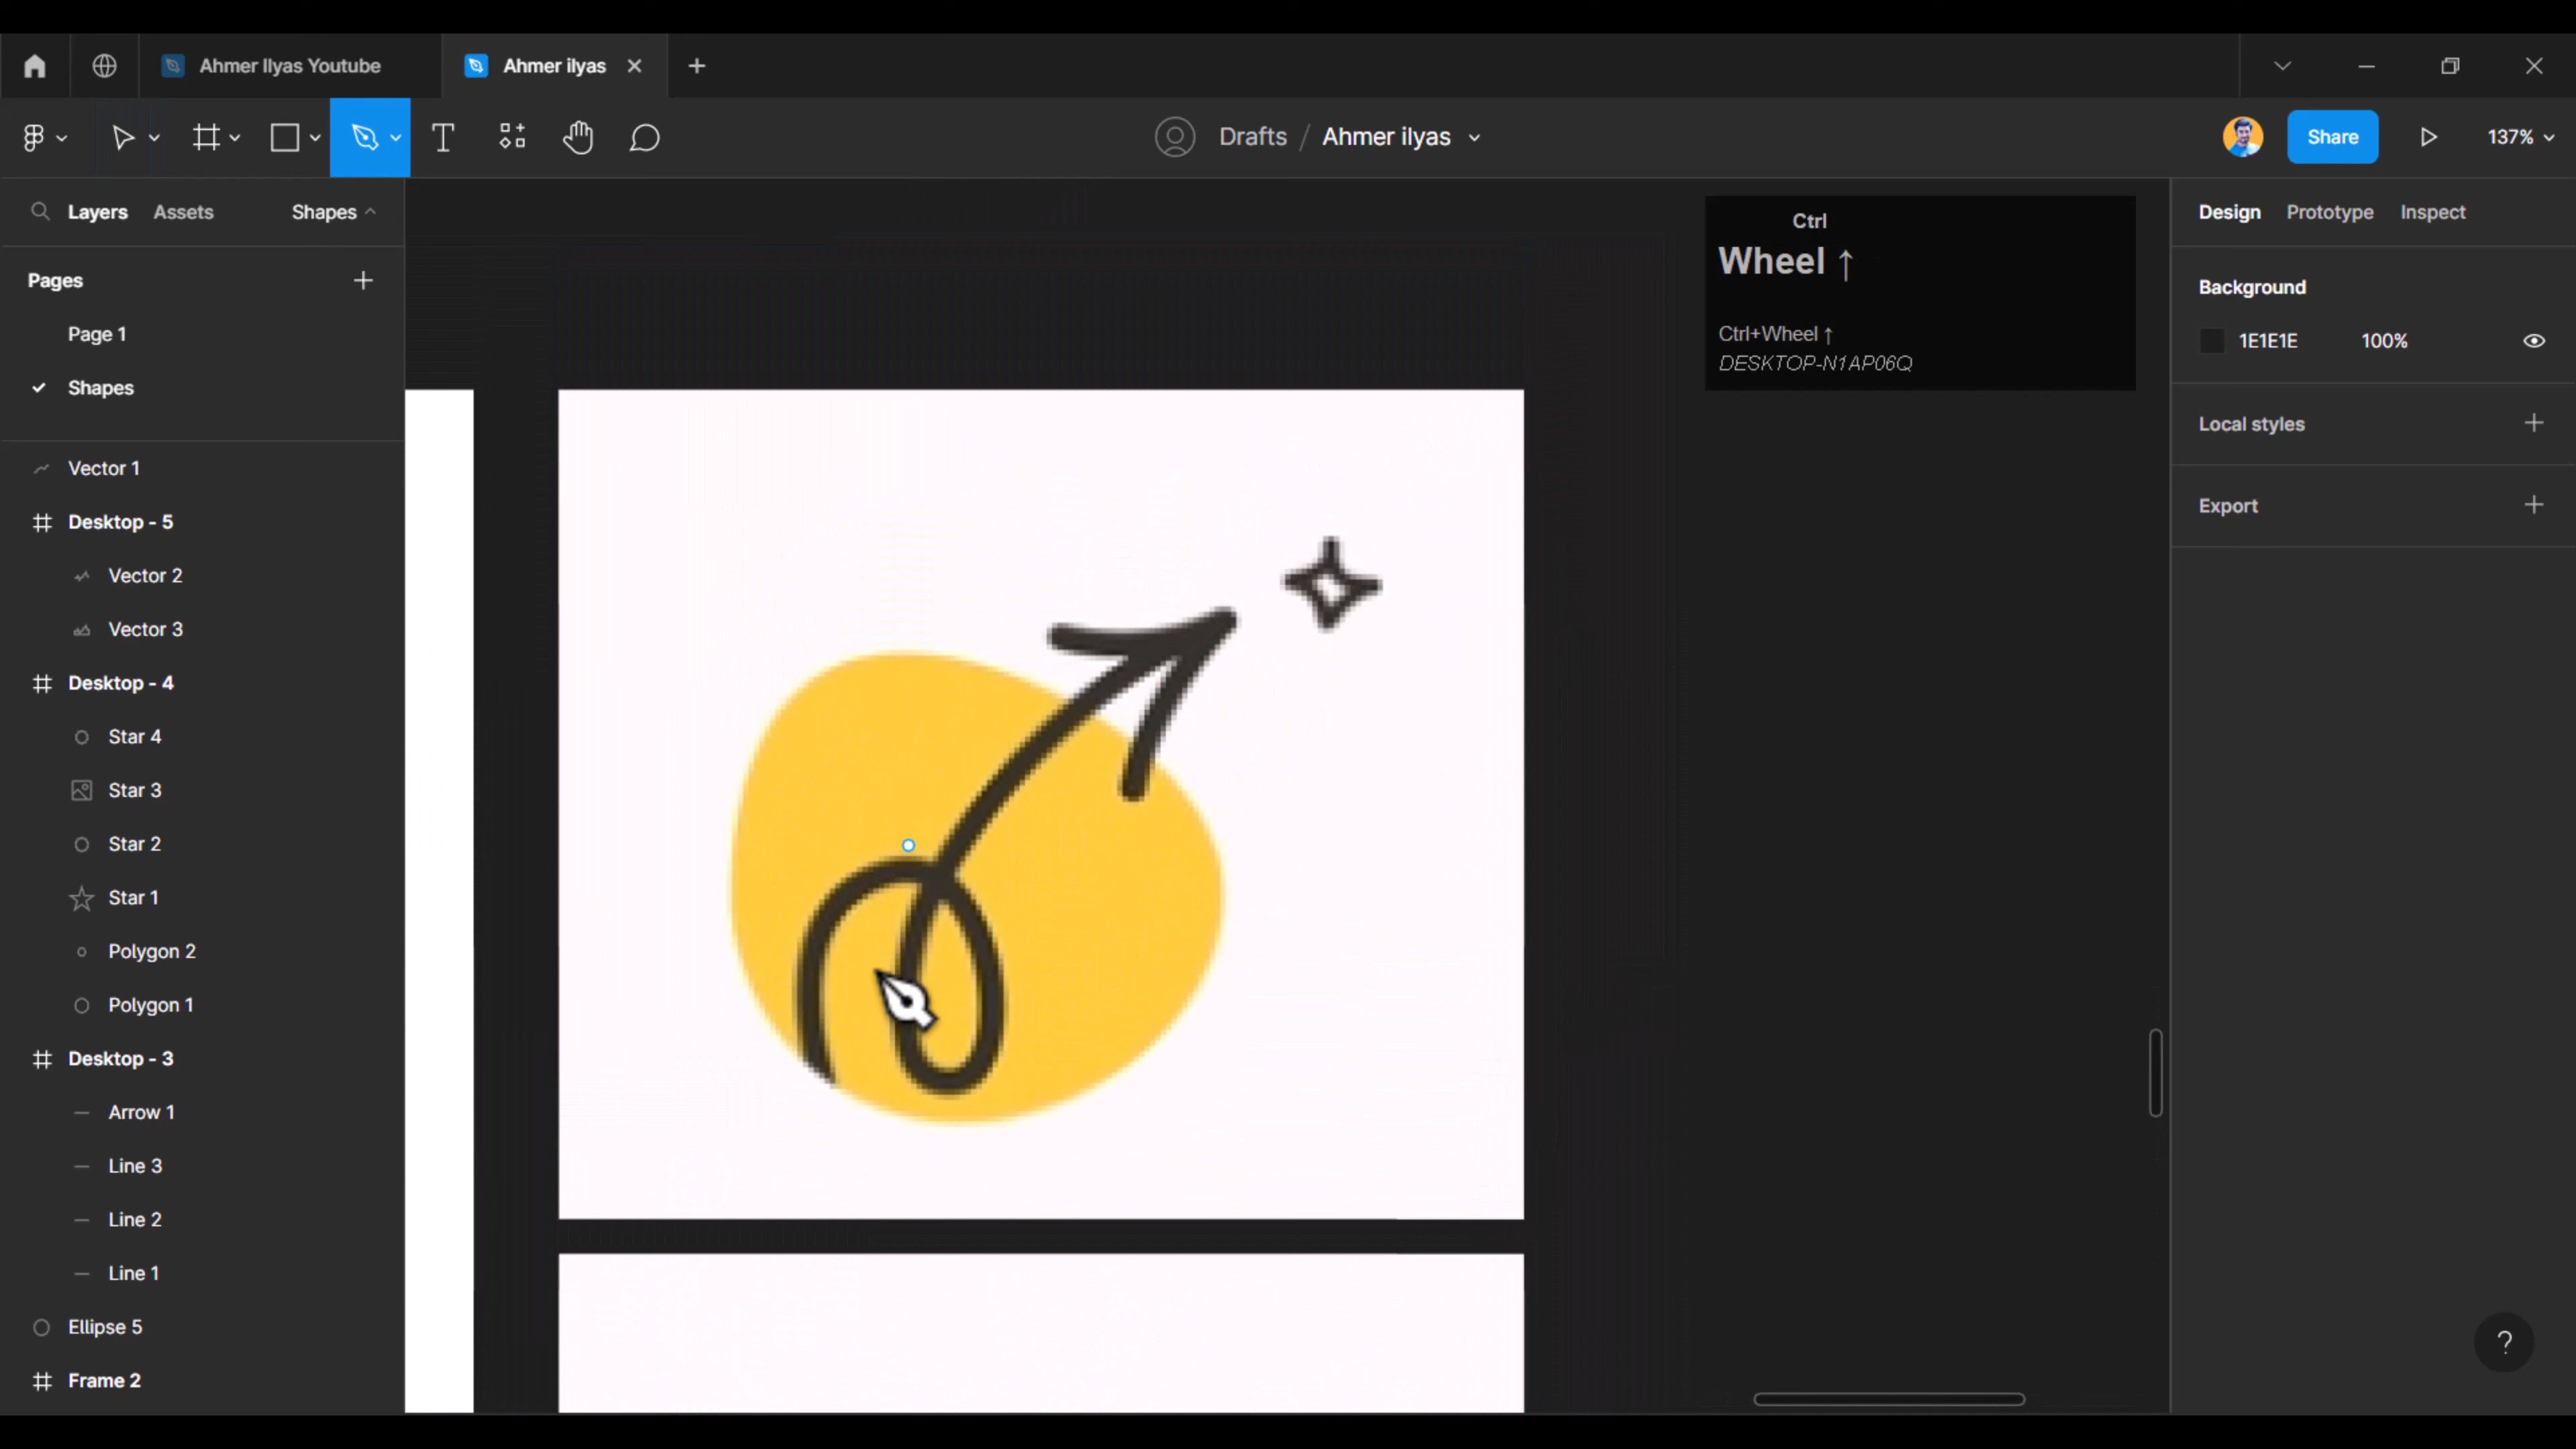 Ahmer Ilyas Youtube
Ahmer ilyas
Drafts / Ahmer ilyas
Share
137%
Layers Assets Shapes
Pages
Page 1
Shapes
Vector 1
Desktop - 5
Vector 2
Vector 3
Desktop - 4
Star 4
Star 3
Star 2
Star 1
Polygon 2
Polygon 1
Desktop - 3
Arrow 1
Line 3
Line 2
Line 1
Ellipse 5
Frame 2
Ctrl
Wheel ↑
Ctrl+Wheel ↑
DESKTOP-N1AP06Q
Design Prototype Inspect
Background
1E1E1E 100%
Local styles
Export
?